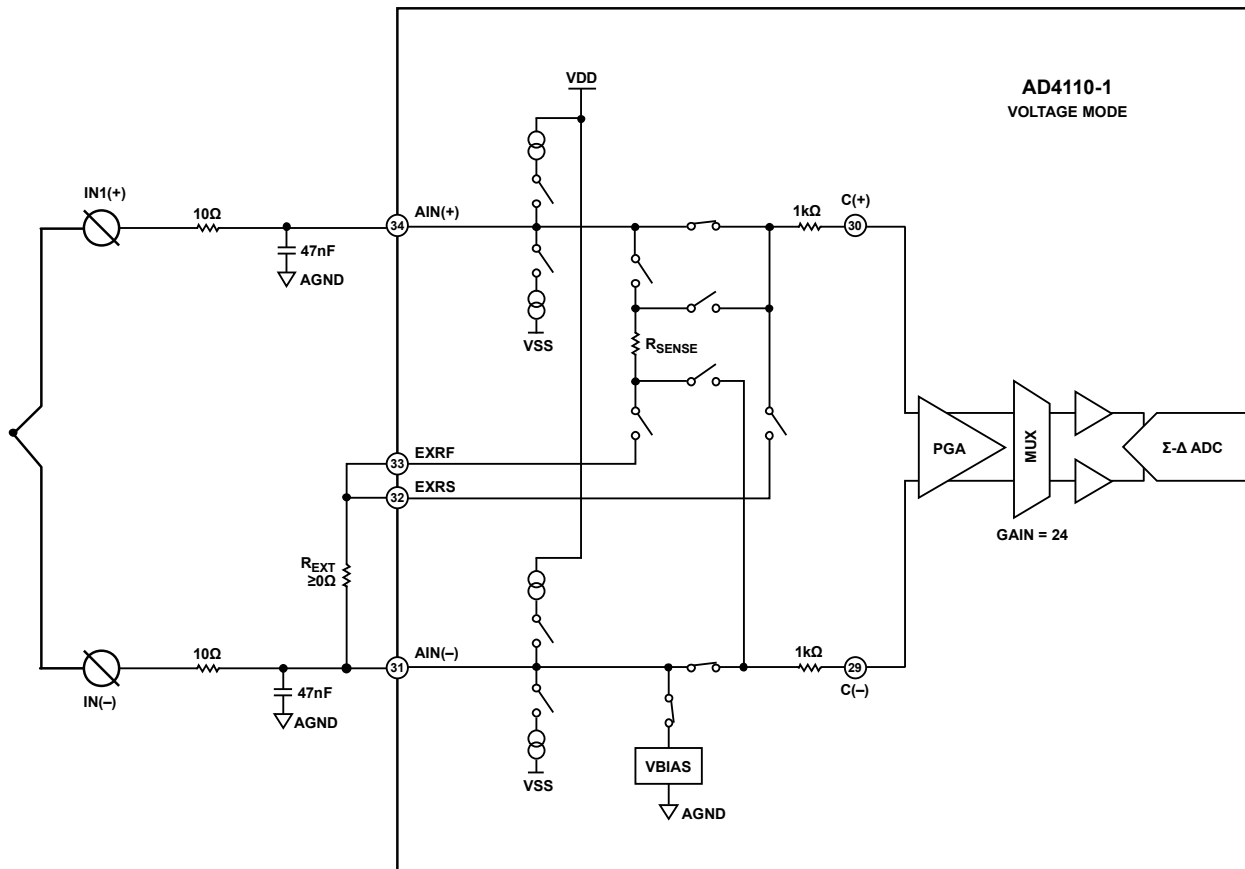 AD4110-1
VOLTAGE MODE
VDD
IN1(+)
10Ω
34
AIN(+)
1kΩ
C(+)
30
47nF
AGND
VSS
RSENSE
EXRF
33
EXRS
32
PGA
MUX
Σ-Δ ADC
GAIN = 24
REXT
≥0Ω
10Ω
31
AIN(–)
1kΩ
29
C(–)
IN(–)
47nF
AGND
VSS
VBIAS
AGND